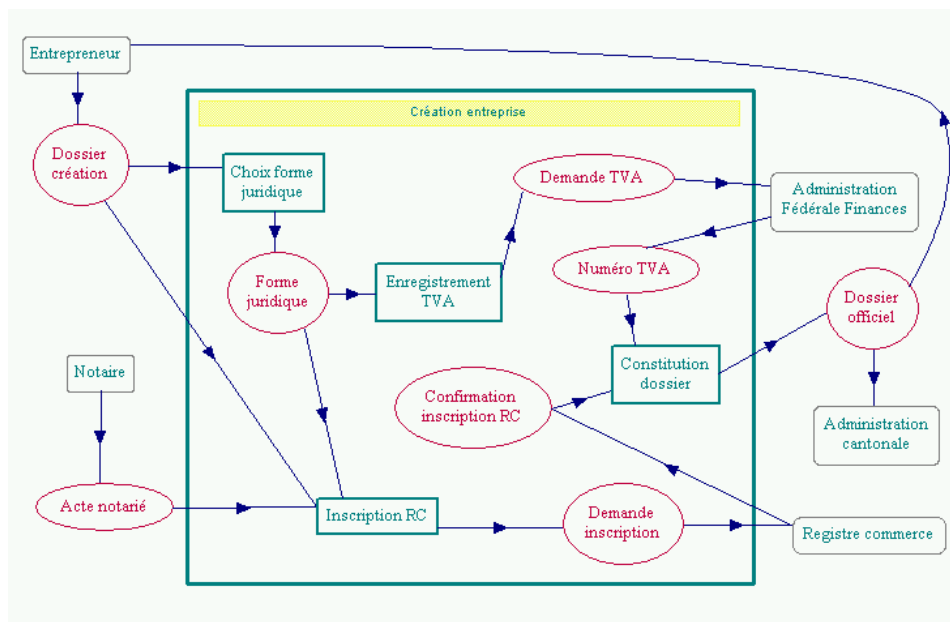 Entrepreneur
Création entreprise
Dossier
création
Choix forme
juridique
Demande TVA
Administration
Fédérale Finances
Forme
juridique
Enregistrement
TVA
Numéro TVA
Dossier
officiel
Notaire
Constitution
dossier
Confirmation
inscription RC
Administration
cantonale
Acte notarié
Inscription RC
Demande
inscription
Registre commerce